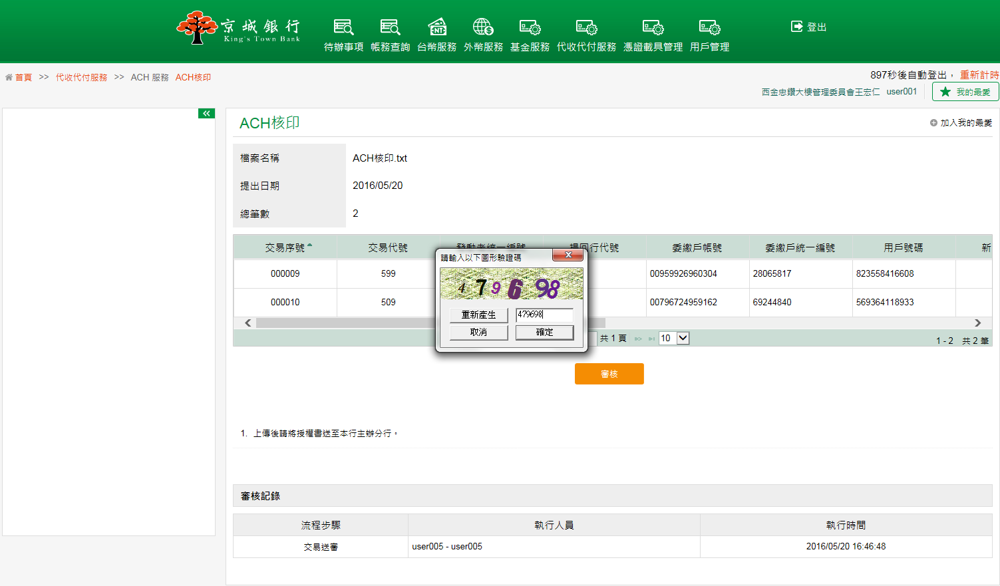 京城銀行
King's Town Bank
待辦事項 帳務查詢 台幣服務 外幣服務 基金服務 代收代付服務 憑證載具管理 用戶管理
登出
首頁 >> 代收代付服務 >> ACH 服務 ACH核印
897秒後自動登出， 重新計時
西金忠鑽大樓管理委員會王宏仁 user001
我的最愛
ACH核印
加入我的最愛
檔案名稱 ACH核印.txt
提出日期 2016/05/20
總筆數 2
交易序號 交易代號 發動者統一編號 提回行代號 委繳戶帳號 委繳戶統一編號 用戶號碼 新
000009 599 00959926960304 28065817 823558416608
000010 509 00796724959162 69244840 569364118933
請輸入以下圖形驗證碼
479698
重新產生 479698
取消 確定
共 1 頁 10
1 - 2 共 2 筆
審核
1. 上傳後請將授權書送至本行主辦分行。
審核記錄
流程步驟 執行人員 執行時間
交易送審 user005 - user005 2016/05/20 16:46:48